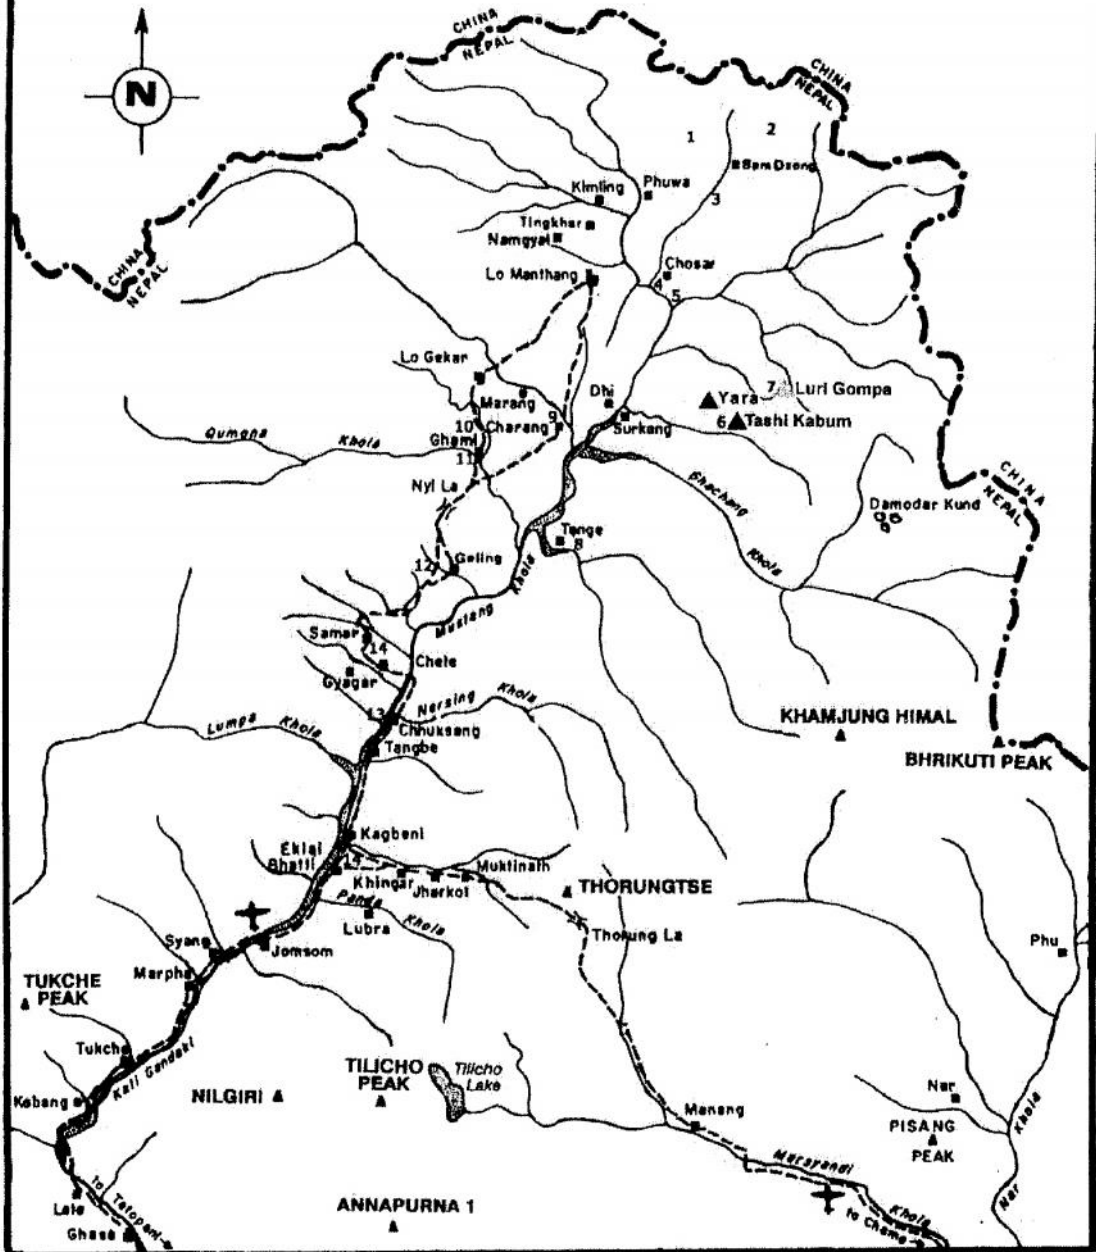 CHINA
NEPAL
CHINA
NEPAL
N
1
2
Sam Dzong
Kimling
Phuwa
3
Tingkhar
Namgyal
CHINA
NEPAL
Chosar
Lo Manthang
4
5
Lo Gekar
Marang
Dhi
Yara
7
Luri Gompa
10
Charang
9
Surkang
6
Tashi Kabum
Qumona
Khola
Ghami
11
CHINA
NEPAL
Nyi La
Dhachang
Khola
Damodar Kund
Tange
8
12
Geling
Mustang
Khola
Samar
14
Chele
Gyagar
Narsing
Khola
KHAMJUNG HIMAL
13
Chhuksang
Lumpa
Khola
Tangbe
BHRIKUTI PEAK
Kagbeni
Eklai
Bhatti
14
Khingar
Jharkot
Muktinath
THORUNGTSE
Panda
Khola
Lubra
Thorung La
Syang
Jomsom
Phu
Marpha
TUKCHE
PEAK
Tukche
Kali Gandaki
TILICHO
PEAK
Tilicho
Lake
Kobang
NILGIRI
Nar
Manang
PISANG
PEAK
Khola
Marsyandi
Khola
Nar
to Tatopani
Lete
ANNAPURNA 1
to Chame
Ghasa